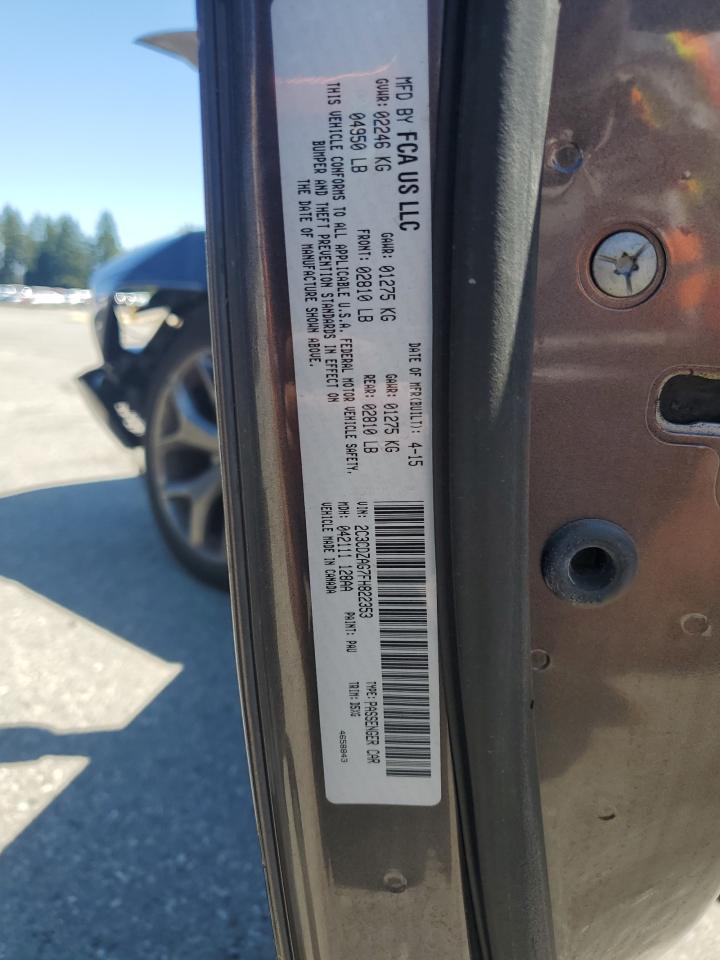 MFD BY FCA US LLC
DATE OF MFR(BUILT): 4-15
GVWR: 02246 KG
GAWR: 01275 KG
GAWR: 01275 KG
04950 LB
FRONT: 02810 LB
REAR: 02810 LB
THIS VEHICLE CONFORMS TO ALL APPLICABLE U.S.A. FEDERAL MOTOR VEHICLE SAFETY,
BUMPER AND THEFT PREVENTION STANDARDS IN EFFECT ON
THE DATE OF MANUFACTURE SHOWN ABOVE.
VIN: 2C3CDZAG7FH822353
TYPE: PASSENGER CAR
MDH: 042111 128AA
PAINT: PAU
TRIM: D5XG
VEHICLE MADE IN CANADA
4658843